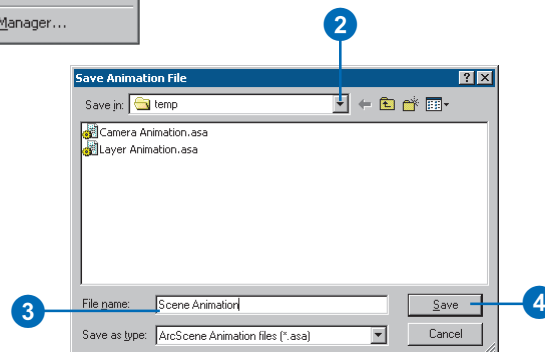 Manager...
2
Save Animation File
Save in: temp
Camera Animation.asa
Layer Animation.asa
File name: Scene Animation Save
3
4
Save as type: ArcScene Animation files (*.asa) Cancel